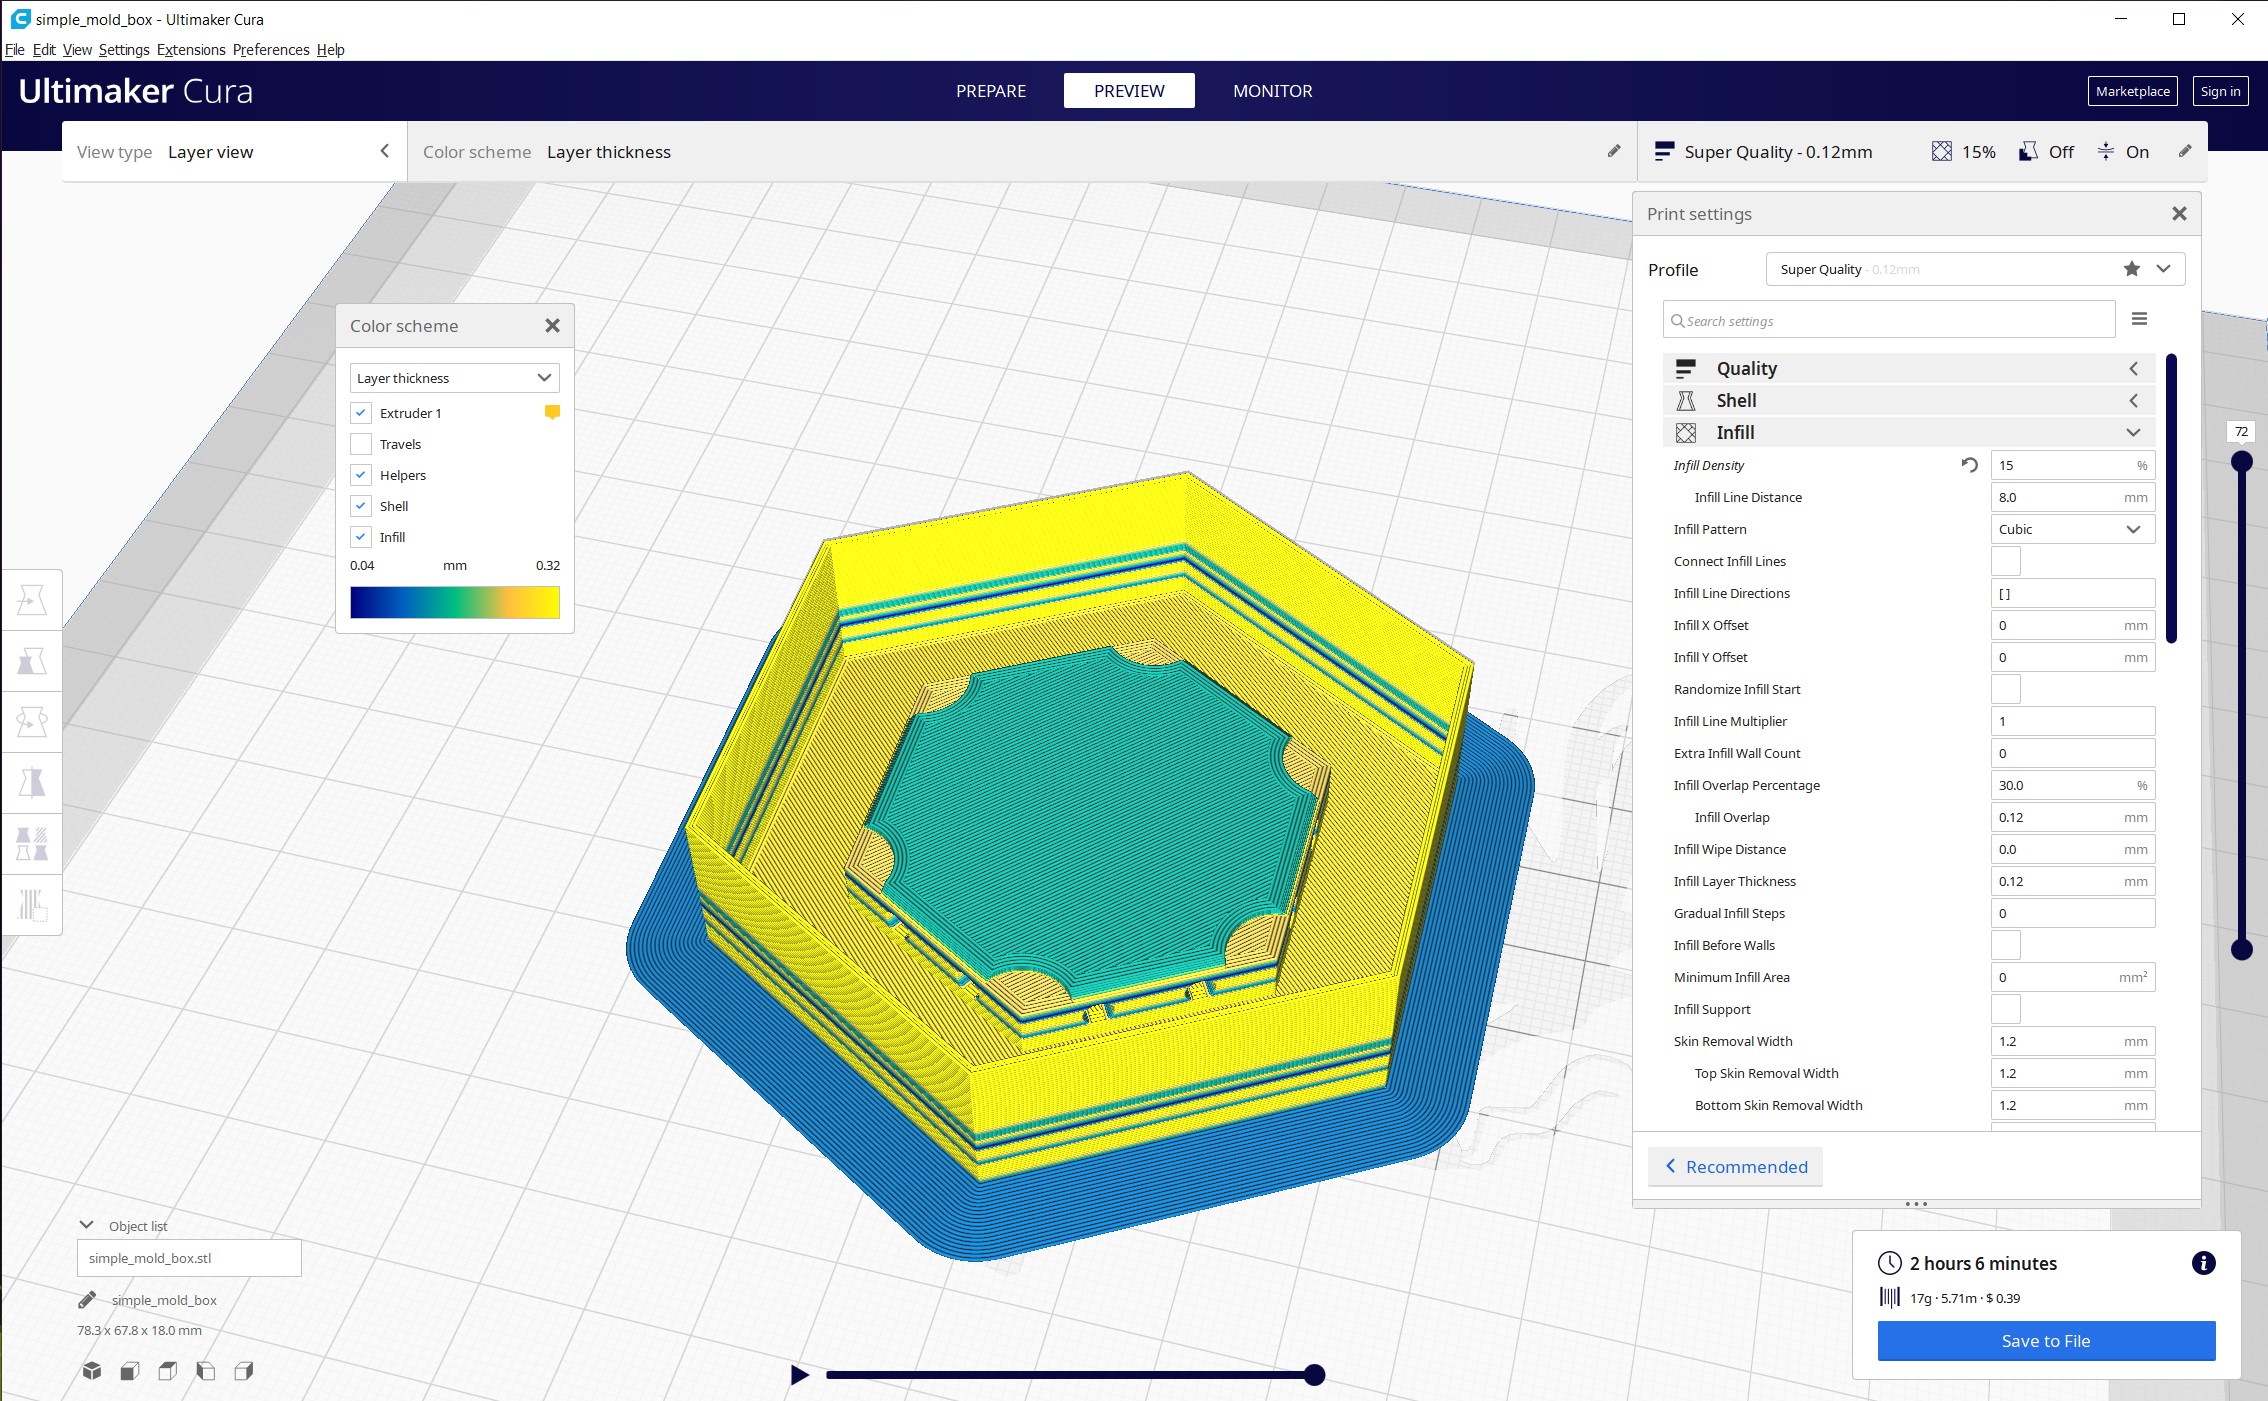 simple_mold_box - Ultimaker Cura
File Edit View Settings Extensions Preferences Help
Ultimaker Cura
PREPARE
PREVIEW
MONITOR
Marketplace
Sign in
View type Layer view
Color scheme Layer thickness
Super Quality - 0.12mm
15%
Off
On
Color scheme
Layer thickness
Extruder 1
Travels
Helpers
Shell
Infill
0.04 mm 0.32
Print settings
Profile Super Quality - 0.12mm
Search settings
Quality
Shell
Infill
Infill Density 15 %
Infill Line Distance 8.0 mm
Infill Pattern Cubic
Connect Infill Lines
Infill Line Directions [ ]
Infill X Offset 0 mm
Infill Y Offset 0 mm
Randomize Infill Start
Infill Line Multiplier 1
Extra Infill Wall Count 0
Infill Overlap Percentage 30.0 %
Infill Overlap 0.12 mm
Infill Wipe Distance 0.0 mm
Infill Layer Thickness 0.12 mm
Gradual Infill Steps 0
Infill Before Walls
Minimum Infill Area 0 mm²
Infill Support
Skin Removal Width 1.2 mm
Top Skin Removal Width 1.2 mm
Bottom Skin Removal Width 1.2 mm
Recommended
72
Object list
simple_mold_box.stl
simple_mold_box
78.3 x 67.8 x 18.0 mm
2 hours 6 minutes
17g · 5.71m · $ 0.39
Save to File